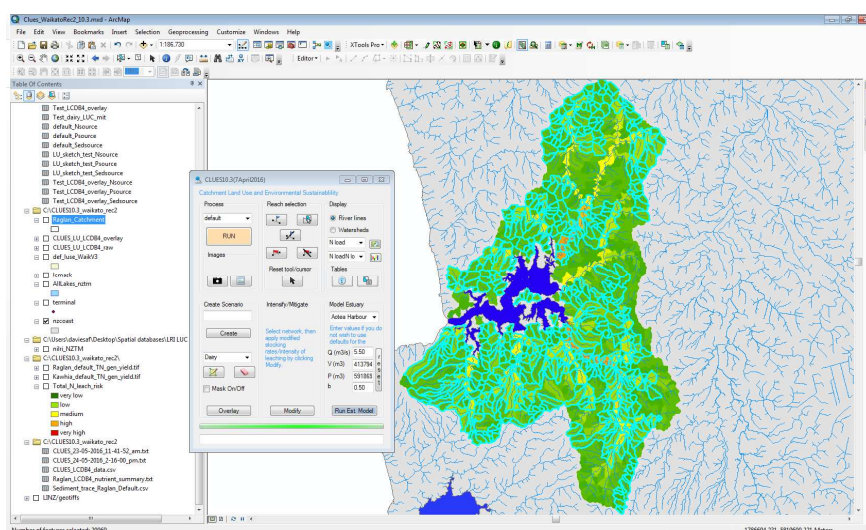 Clues_WaikatoRec2_10.3.mxd - ArcMap
File Edit View Bookmarks Insert Selection Geoprocessing Customize Windows Help
1:186,730
XTools Pro
Editor
Table Of Contents
Test_LCDB4_overlay
Test_dairy_LUC_mit
default_Nsource
default_Psource
default_Sedsource
LU_sketch_test_Nsource
LU_sketch_test_Psource
LU_sketch_test_Sedsource
Test_LCDB4_overlay_Nsource
Test_LCDB4_overlay_Psource
Test_LCDB4_overlay_Sedsource
C:\CLUES10.3_waikato_rec2
Raglan_Catchment
CLUES_LU_LCDB4_overlay
CLUES_LU_LCDB4_raw
def_luse_WaikV3
lcmask
AllLakes_nztm
terminal
nzcoast
C:\Users\daviesaf\Desktop\Spatial databases\LRI LUC
nilri_NZTM
C:\CLUES10.3_waikato_rec2\
Raglan_default_TN_gen_yield.tif
Kawhia_default_TN_gen_yield.tif
Total_N_leach_risk
very low
low
medium
high
very high
C:\CLUES10.3_waikato_rec2
CLUES_23-05-2016_11-41-52_am.txt
CLUES_24-05-2016_2-16-00_pm.txt
CLUES_LCDB4_data.csv
Raglan_LCDB4_nutrient_summary.txt
Sediment_trace_Raglan_Default.csv
LINZ/geotiffs
CLUES10.3(7April2016)
Catchment Land Use and Environmental Sustainability
Process
default
RUN
Images
Create Scenario
Create
Dairy
Mask On/Off
Overlay
Reach selection
Reset tool/cursor
Intensify/Mitigate
Select network, then
apply modified
stocking
rates/intensity of
leaching by clicking
Modify.
Modify
Display
River lines
Watersheds
N load
N loadN lo
Tables
Model Estuary
Aotea Harbour
Enter values if you do
not wish to use
defaults for the
Q (m3/s) 5.50
V (m3) 413794
P (m3) 591868
b 0.50
reset
Run Est. Model
Number of features selected: 20960